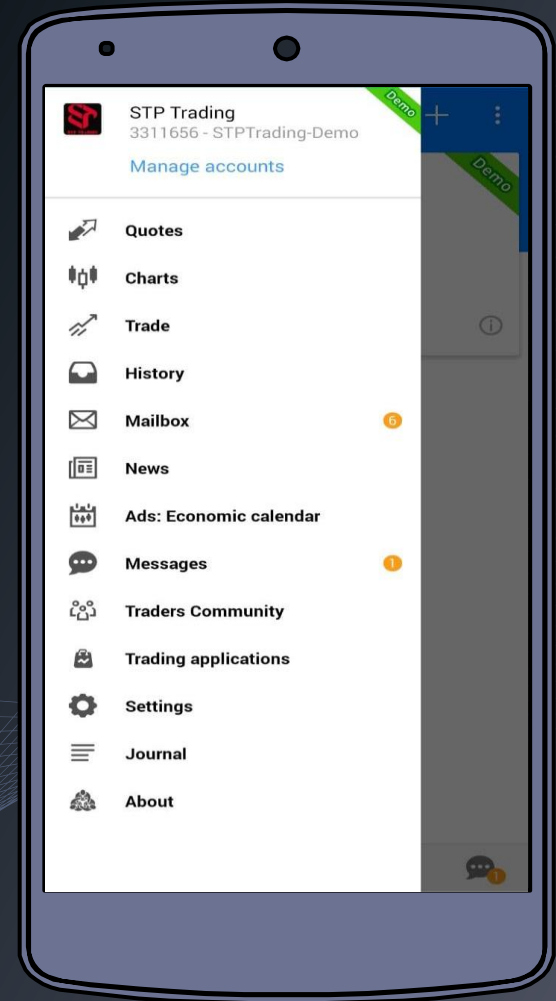 STP Trading
Demo
3311656 - STPTrading-Demo
Manage accounts
Demo
Quotes
Charts
Trade
History
Mailbox
6
News
Ads: Economic calendar
Messages
1
Traders Community
Trading applications
Settings
Journal
About
1